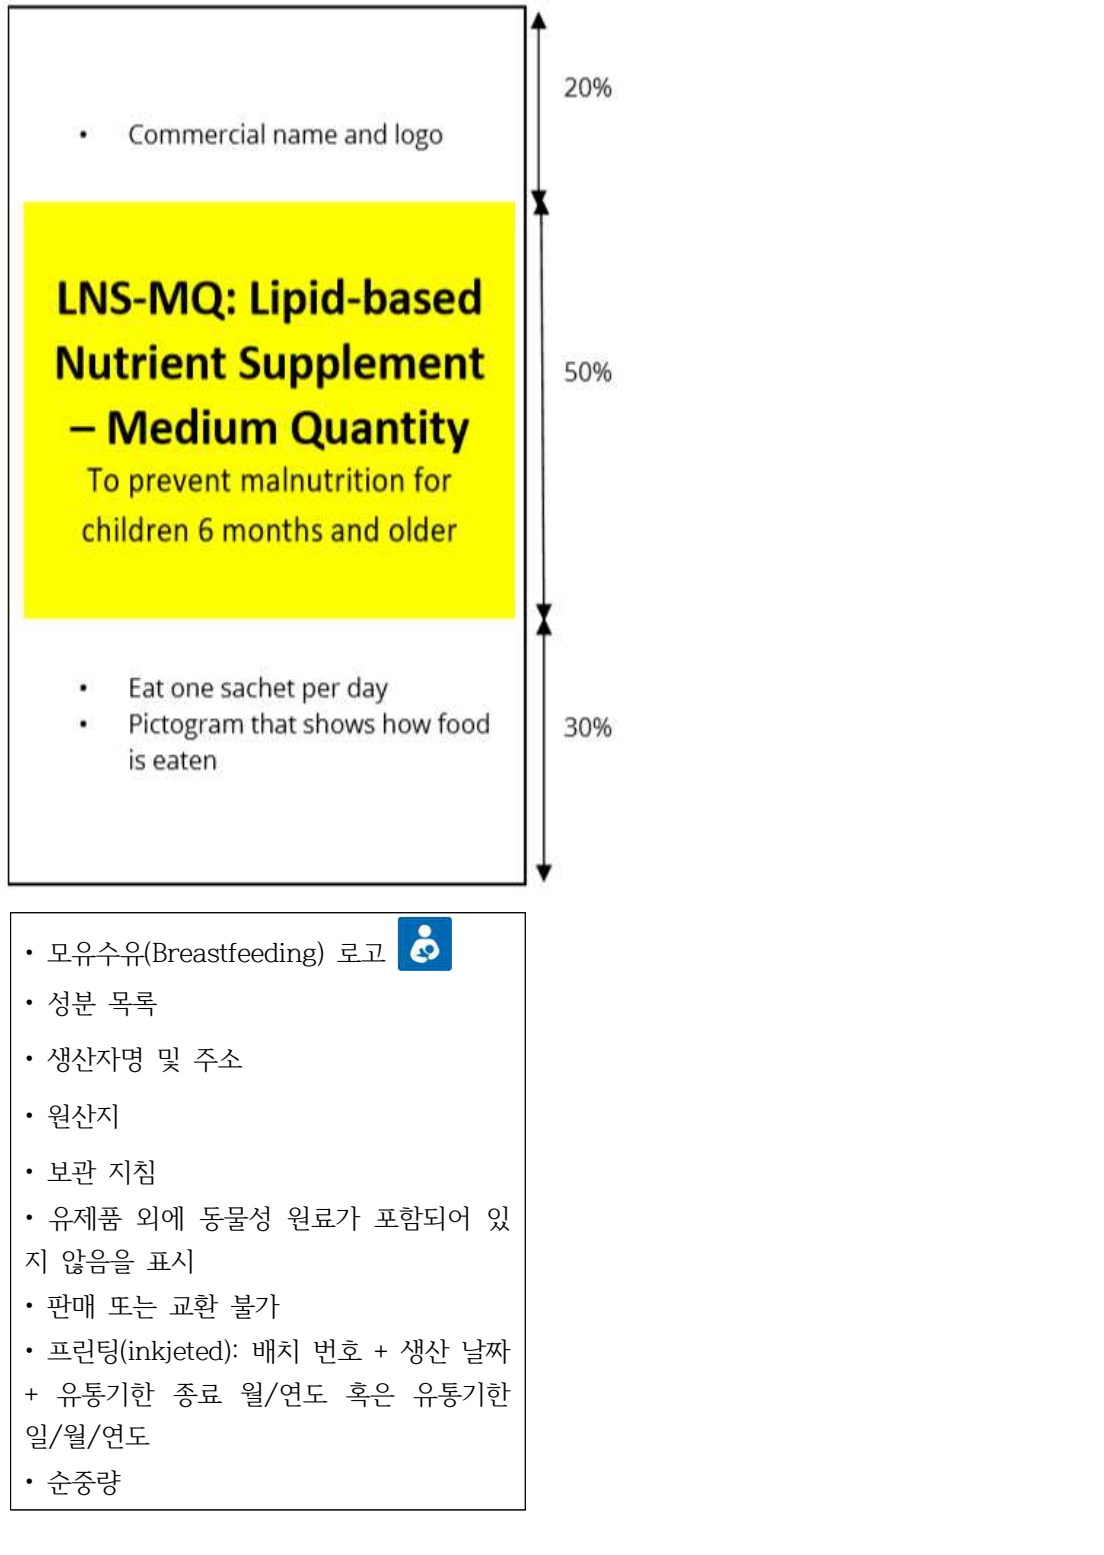 • Commercial name and logo
20%
LNS-MQ: Lipid-based
Nutrient Supplement
– Medium Quantity
To prevent malnutrition for
children 6 months and older
50%
• Eat one sachet per day
• Pictogram that shows how food
is eaten
30%
• 모유수유(Breastfeeding) 로고
• 성분 목록
• 생산자명 및 주소
• 원산지
• 보관 지침
• 유제품 외에 동물성 원료가 포함되어 있
지 않음을 표시
• 판매 또는 교환 불가
• 프린팅(inkjeted): 배치 번호 + 생산 날짜
+ 유통기한 종료 월/연도 혹은 유통기한
일/월/연도
• 순중량